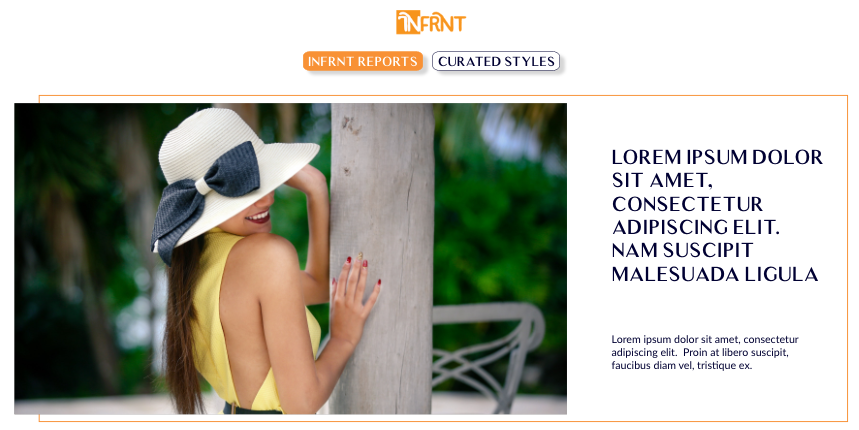 INFRNT
INFRNT REPORTS
CURATED STYLES
LOREM IPSUM DOLOR
SIT AMET,
CONSECTETUR
ADIPISCING ELIT.
NAM SUSCIPIT
MALESUADA LIGULA
Lorem ipsum dolor sit amet, consectetur
adipiscing elit.  Proin at libero suscipit,
faucibus diam vel, tristique ex.